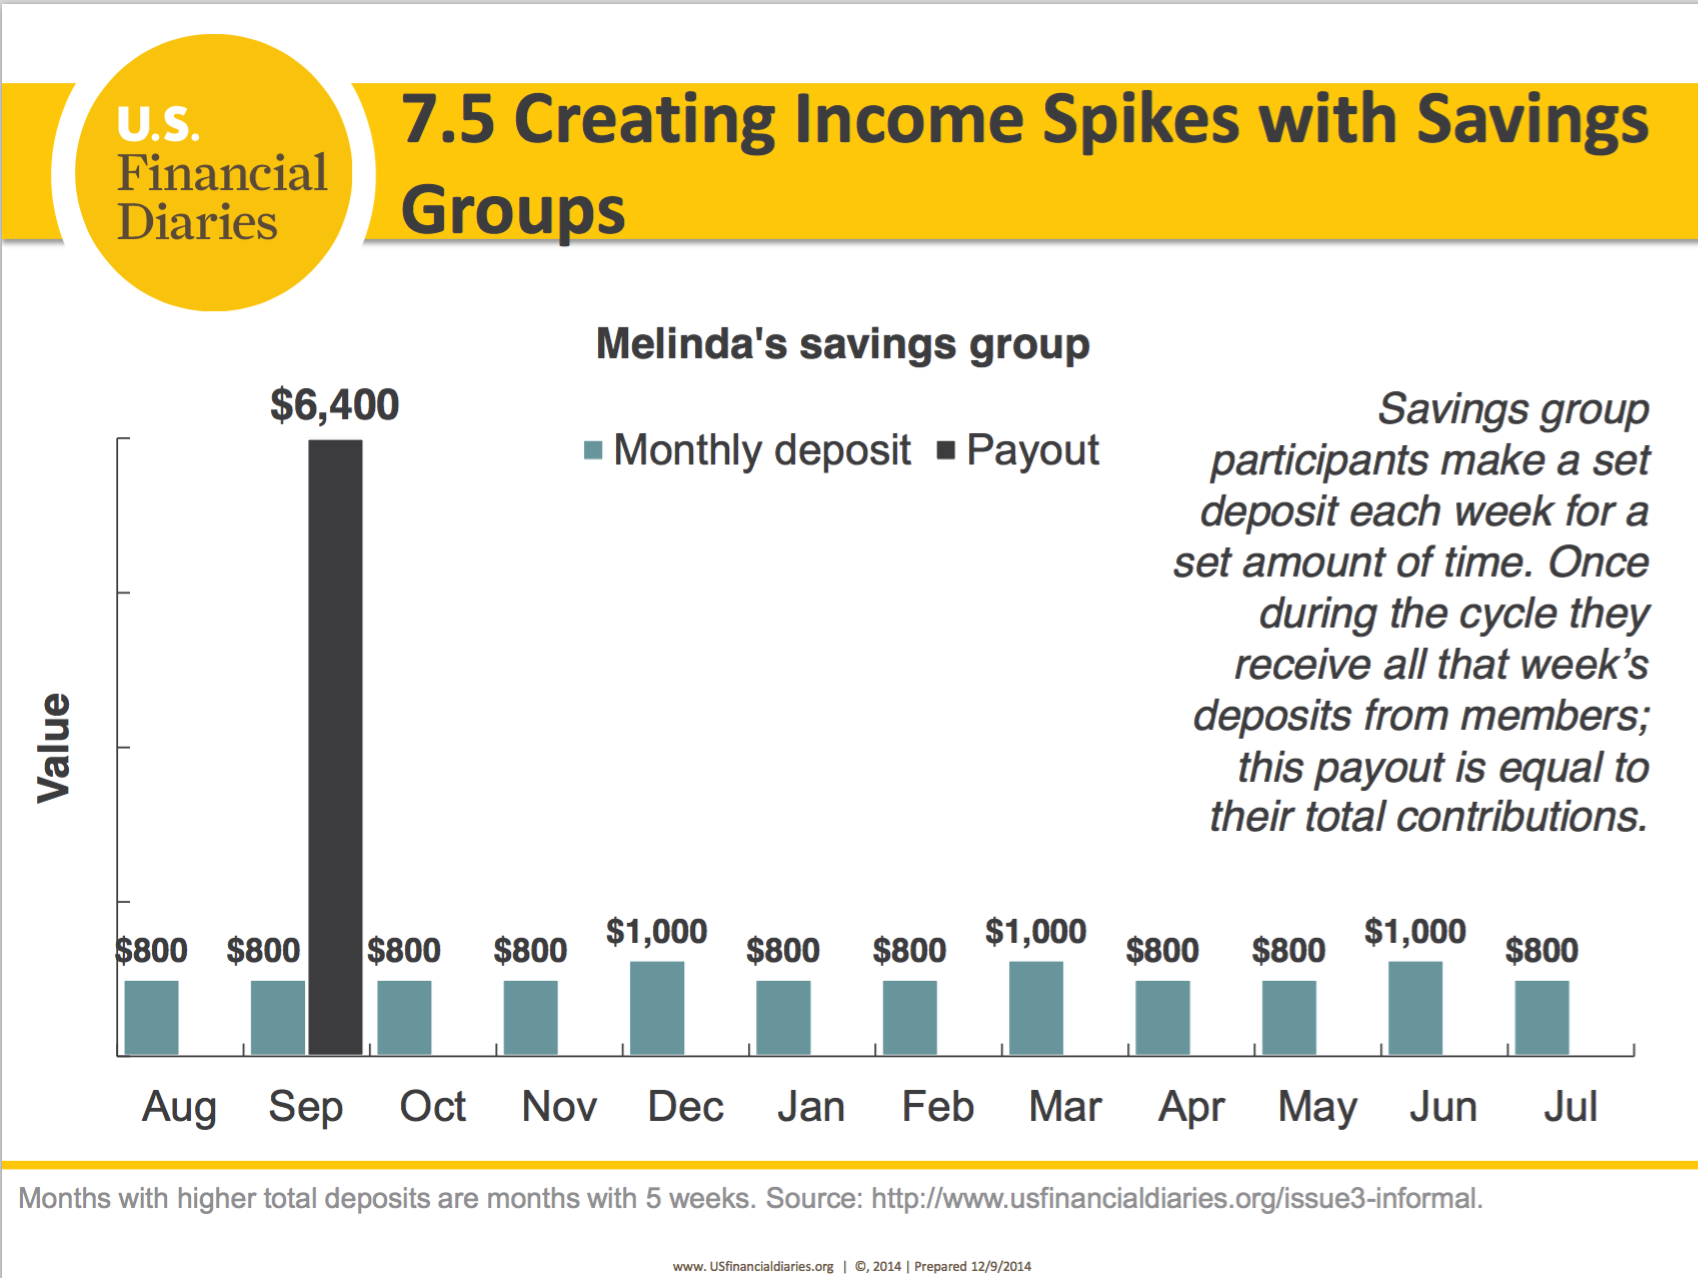 U.S.
Financial
Diaries
7.5 Creating Income Spikes with Savings
Groups
Melinda's savings group
Monthly deposit Payout
Savings group
participants make a set
deposit each week for a
set amount of time. Once
during the cycle they
receive all that week’s
deposits from members;
this payout is equal to
their total contributions.
Value
$6,400
$800 $800 $800 $800 $1,000 $800 $800 $1,000 $800 $800 $1,000 $800
Aug Sep Oct Nov Dec Jan Feb Mar Apr May Jun Jul
Months with higher total deposits are months with 5 weeks. Source: http://www.usfinancialdiaries.org/issue3-informal.
www. USfinancialdiaries.org | ©, 2014 | Prepared 12/9/2014